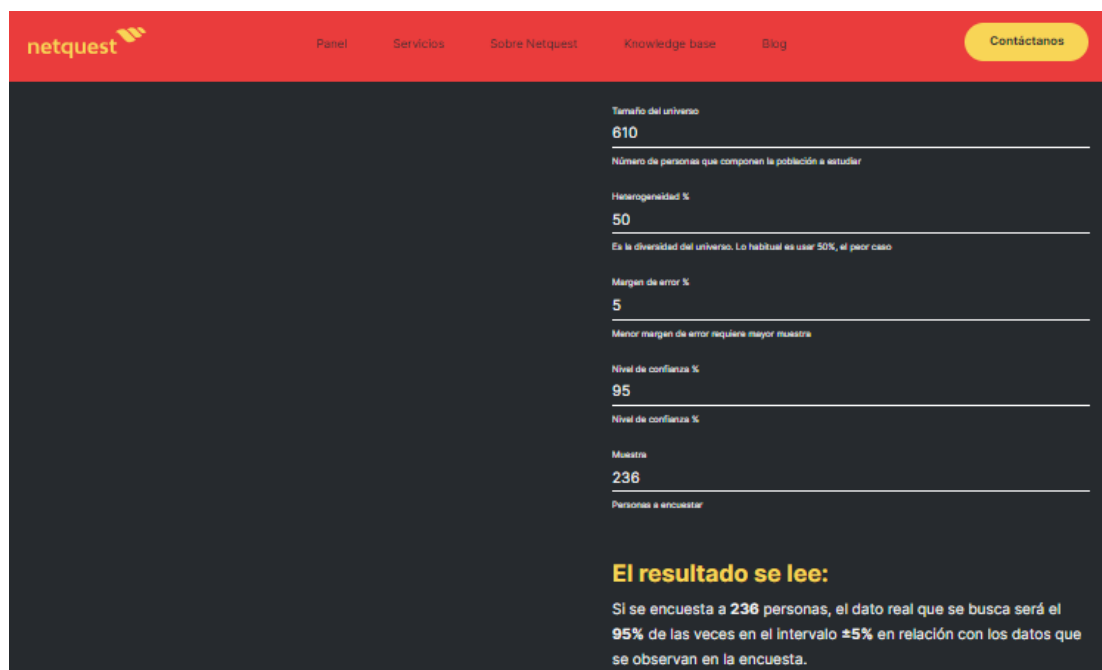 netquest
Panel Servicios Sobre Netquest Knowledge base Blog Contáctanos
Tamaño del universo
610
Número de personas que componen la población a estudiar
Heterogeneidad %
50
Es la diversidad del universo. Lo habitual es usar 50%, el peor caso
Margen de error %
5
Menor margen de error requiere mayor muestra
Nivel de confianza %
95
Nivel de confianza %
Muestra
236
Personas a encuestar
El resultado se lee:
Si se encuesta a 236 personas, el dato real que se busca será el
95% de las veces en el intervalo ±5% en relación con los datos que
se observan en la encuesta.